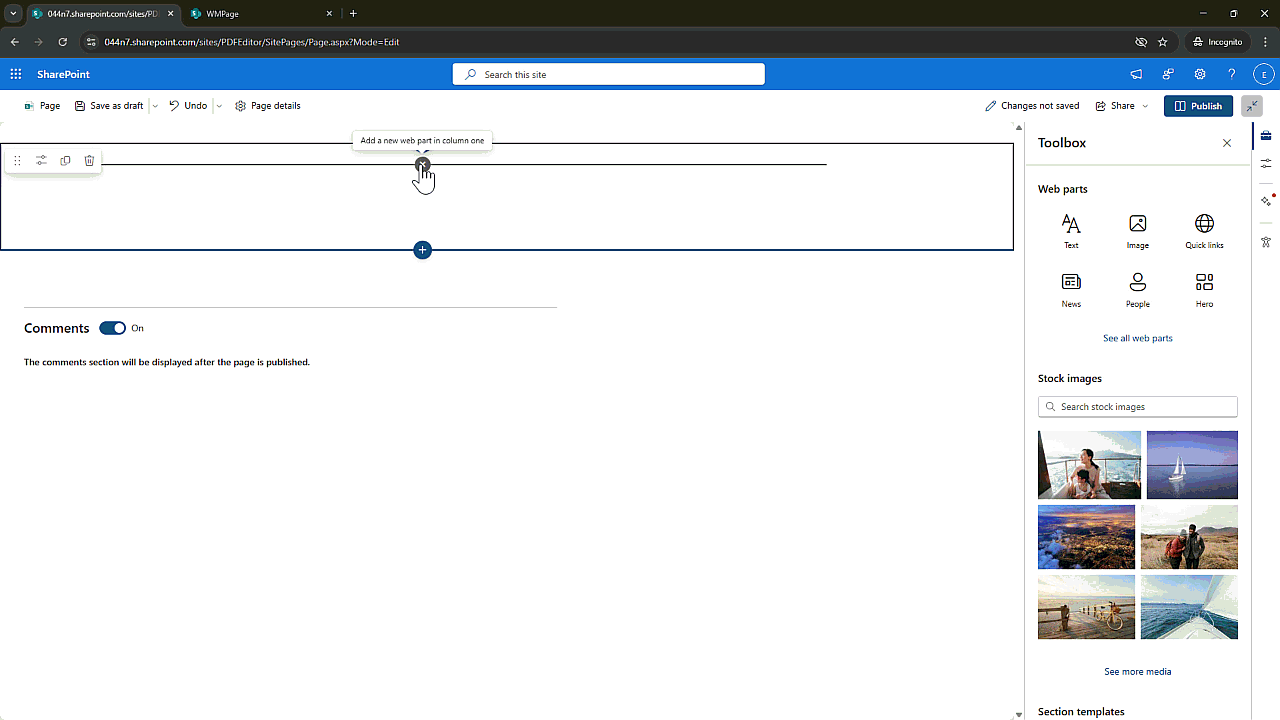 044n7.sharepoint.com/sites/PD
WMPage
044n7.sharepoint.com/sites/PDFEditor/SitePages/Page.aspx?Mode=Edit
Incognito
SharePoint
Search this site
E
Page
Save as draft
Undo
Page details
Changes not saved
Share
Publish
Add a new web part in column one
Toolbox
Web parts
Text
Image
Quick links
News
People
Hero
See all web parts
Stock images
Search stock images
See more media
Section templates
Comments
On
The comments section will be displayed after the page is published.